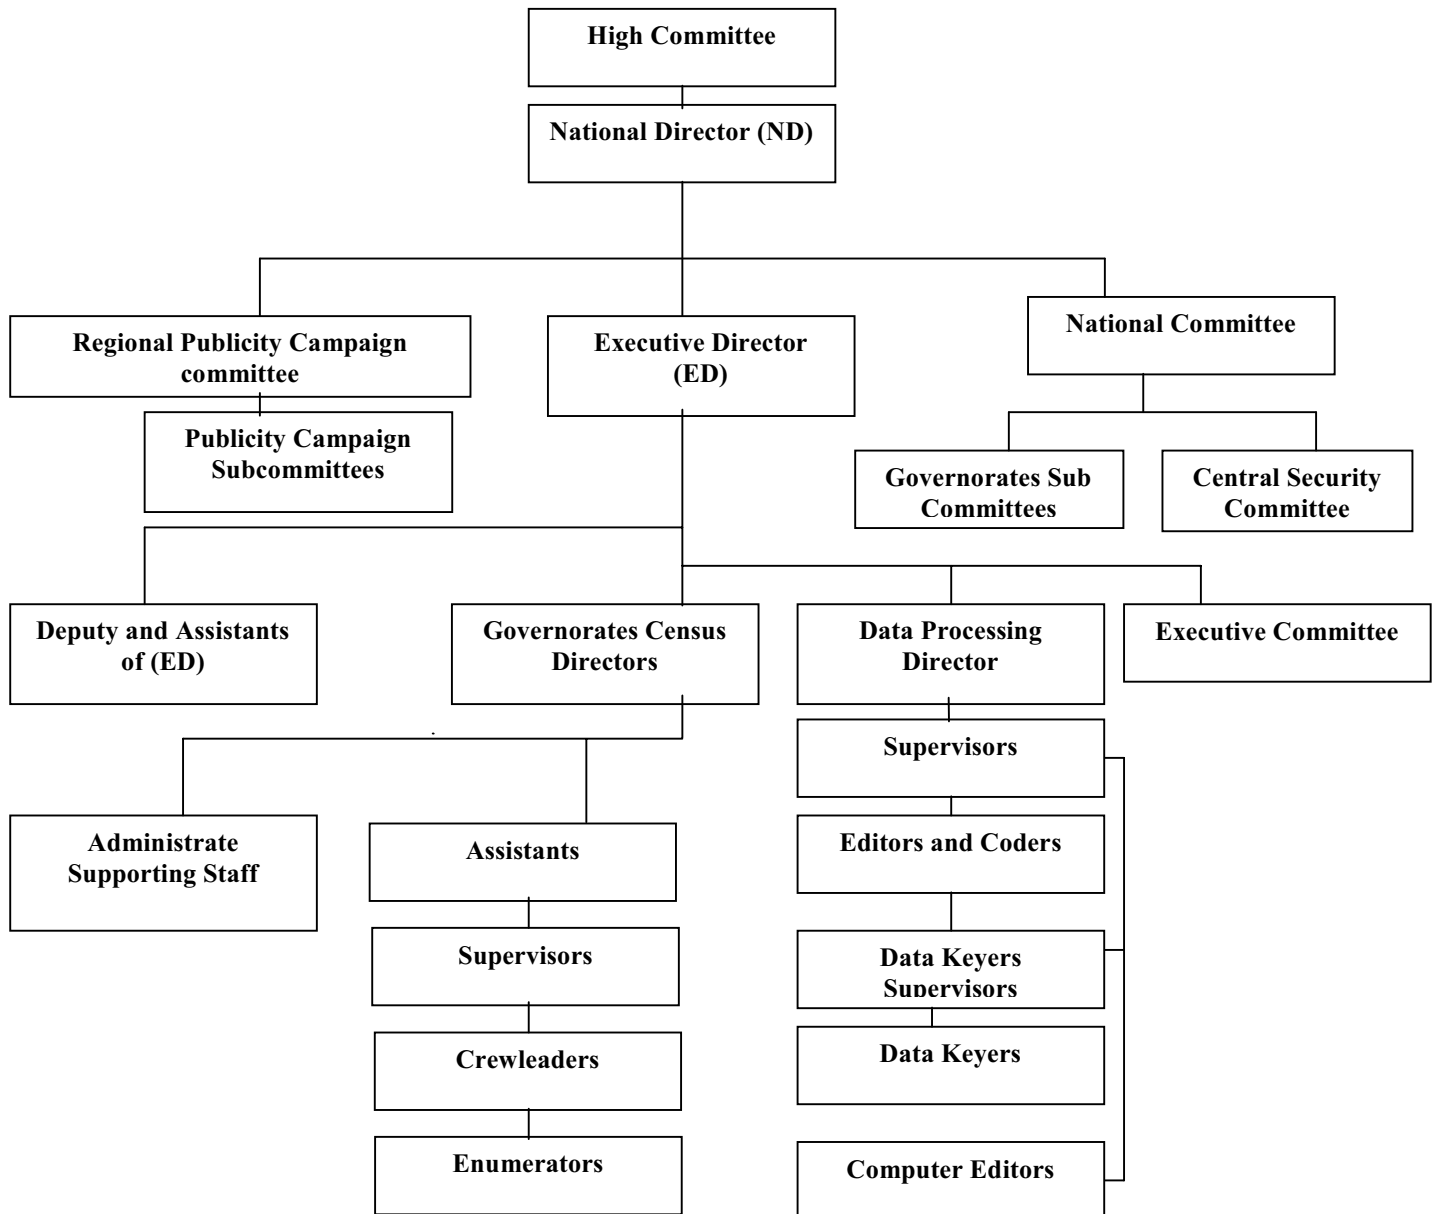 High Committee
National Director (ND)
Regional Publicity Campaign
committee
Executive Director
(ED)
National Committee
Publicity Campaign
Subcommittees
Governorates Sub
Committees
Central Security
Committee
Deputy and Assistants
of (ED)
Governorates Census
Directors
Data Processing
Director
Executive Committee
Supervisors
Administrate
Supporting Staff
Assistants
Editors and Coders
Supervisors
Data Keyers
Supervisors
Crewleaders
Data Keyers
Enumerators
Computer Editors